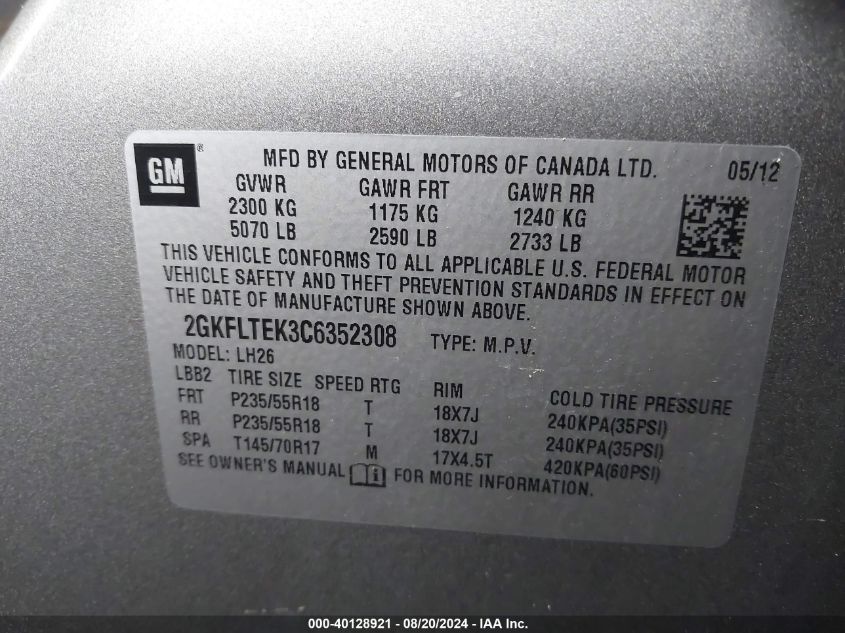 GM ® MFD BY GENERAL MOTORS OF CANADA LTD. 05/12
GVWR GAWR FRT GAWR RR
2300 KG 1175 KG 1240 KG
5070 LB 2590 LB 2733 LB
THIS VEHICLE CONFORMS TO ALL APPLICABLE U.S. FEDERAL MOTOR
VEHICLE SAFETY AND THEFT PREVENTION STANDARDS IN EFFECT ON
THE DATE OF MANUFACTURE SHOWN ABOVE.
2GKFLTEK3C6352308 TYPE: M.P.V.
MODEL: LH26
LBB2 TIRE SIZE SPEED RTG RIM COLD TIRE PRESSURE
FRT P235/55R18 T 18X7J 240KPA(35PSI)
RR P235/55R18 T 18X7J 240KPA(35PSI)
SPA T145/70R17 M 17X4.5T 420KPA(60PSI)
SEE OWNER'S MANUAL FOR MORE INFORMATION.
000-40128921 - 08/20/2024 - IAA Inc.